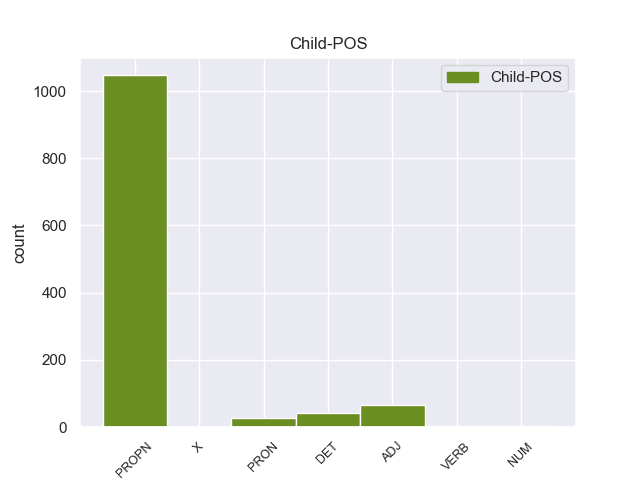 Child-POS
Child-POS
count
1000
800
600
400
200
0
PROPN X PRON DET ADJ VERB NUM